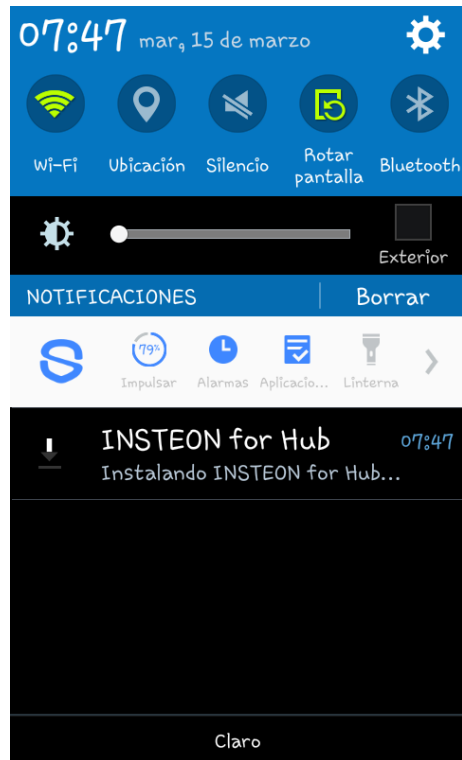 07:47 mar, 15 de marzo
Wi-Fi Ubicación Silencio Rotar pantalla Bluetooth
Exterior
NOTIFICACIONES Borrar
79%
Impulsar Alarmas Aplicacio... Linterna
INSTEON for Hub 07:47
Instalando INSTEON for Hub...
Claro